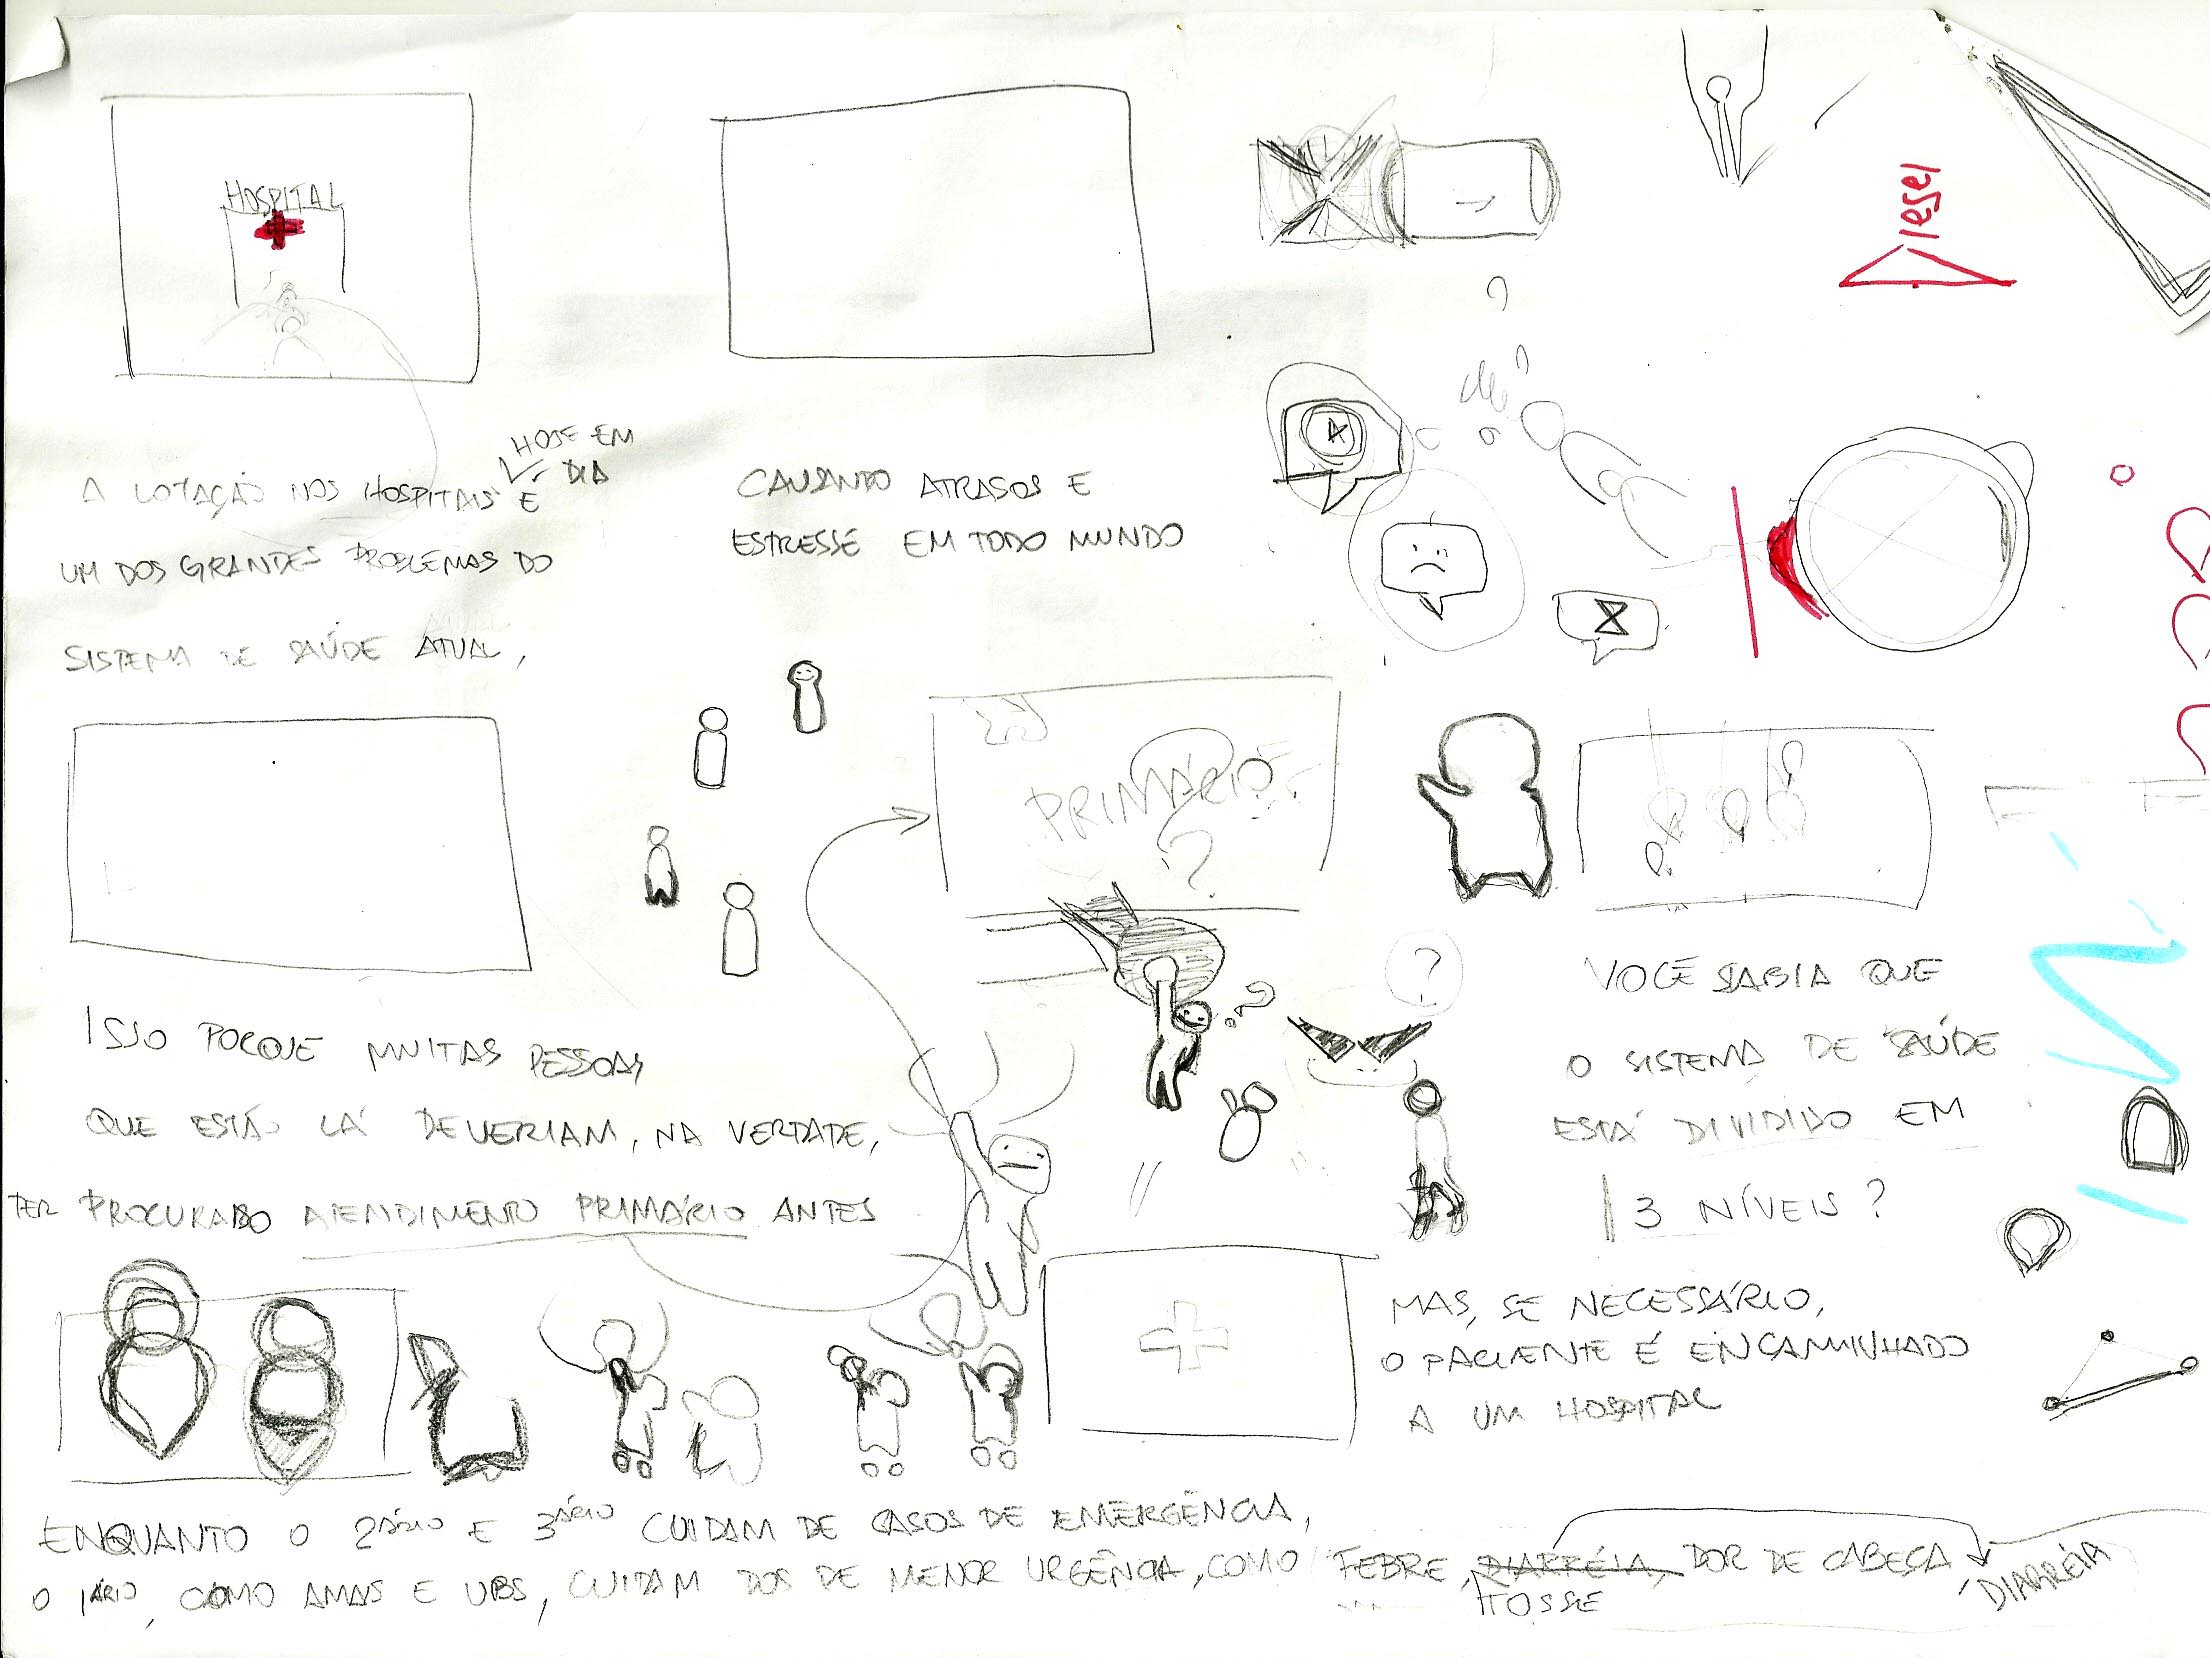 HOSPITAL
HOJE EM
DIA
A LOTAÇÃO NOS HOSPITAIS É
UM DOS GRANDES PROBLEMAS DO
SISTEMA DE SAÚDE ATUAL,
CAUSANDO ATRASOS E
ESTRESSE EM TODO MUNDO
Diesel
PRIMÁRIO
?
ISSO PORQUE MUITAS PESSOAS
QUE ESTÃO LÁ DEVERIAM, NA VERDADE,
TER PROCURADO ATENDIMENTO PRIMÁRIO ANTES
?
?
VOCÊ SABIA QUE
O SISTEMA DE SAÚDE
ESTÁ DIVIDIDO EM
3 NÍVEIS?
MAS, SE NECESSÁRIO,
O PACIENTE É ENCAMINHADO
A UM HOSPITAL
ENQUANTO O 2ÁRIO E 3ÁRIO CUIDAM DE CASOS DE EMERGÊNCIA,
O 1ÁRIO, COMO AMAS E UBS, CUIDAM DOS DE MENOR URGÊNCIA, COMO FEBRE, DIARRÉIA, DOR DE CABEÇA, DIARRÉIA
TOSSE